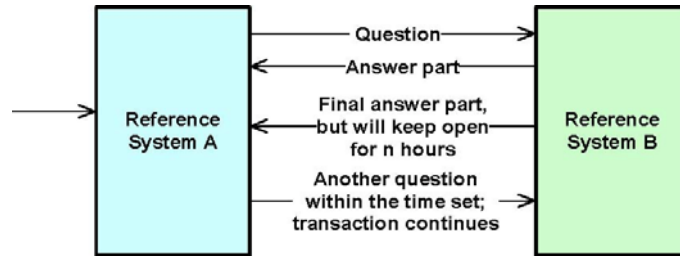 Question
Answer part
Reference
System A
Final answer part,
but will keep open
for n hours
Reference
System B
Another question
within the time set;
transaction continues